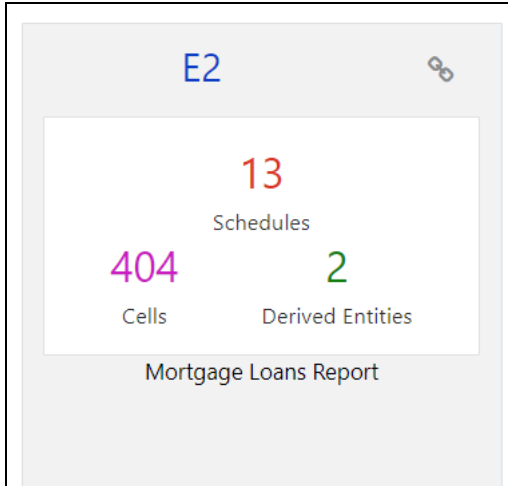 E2
13
Schedules
404 2
Cells Derived Entities
Mortgage Loans Report